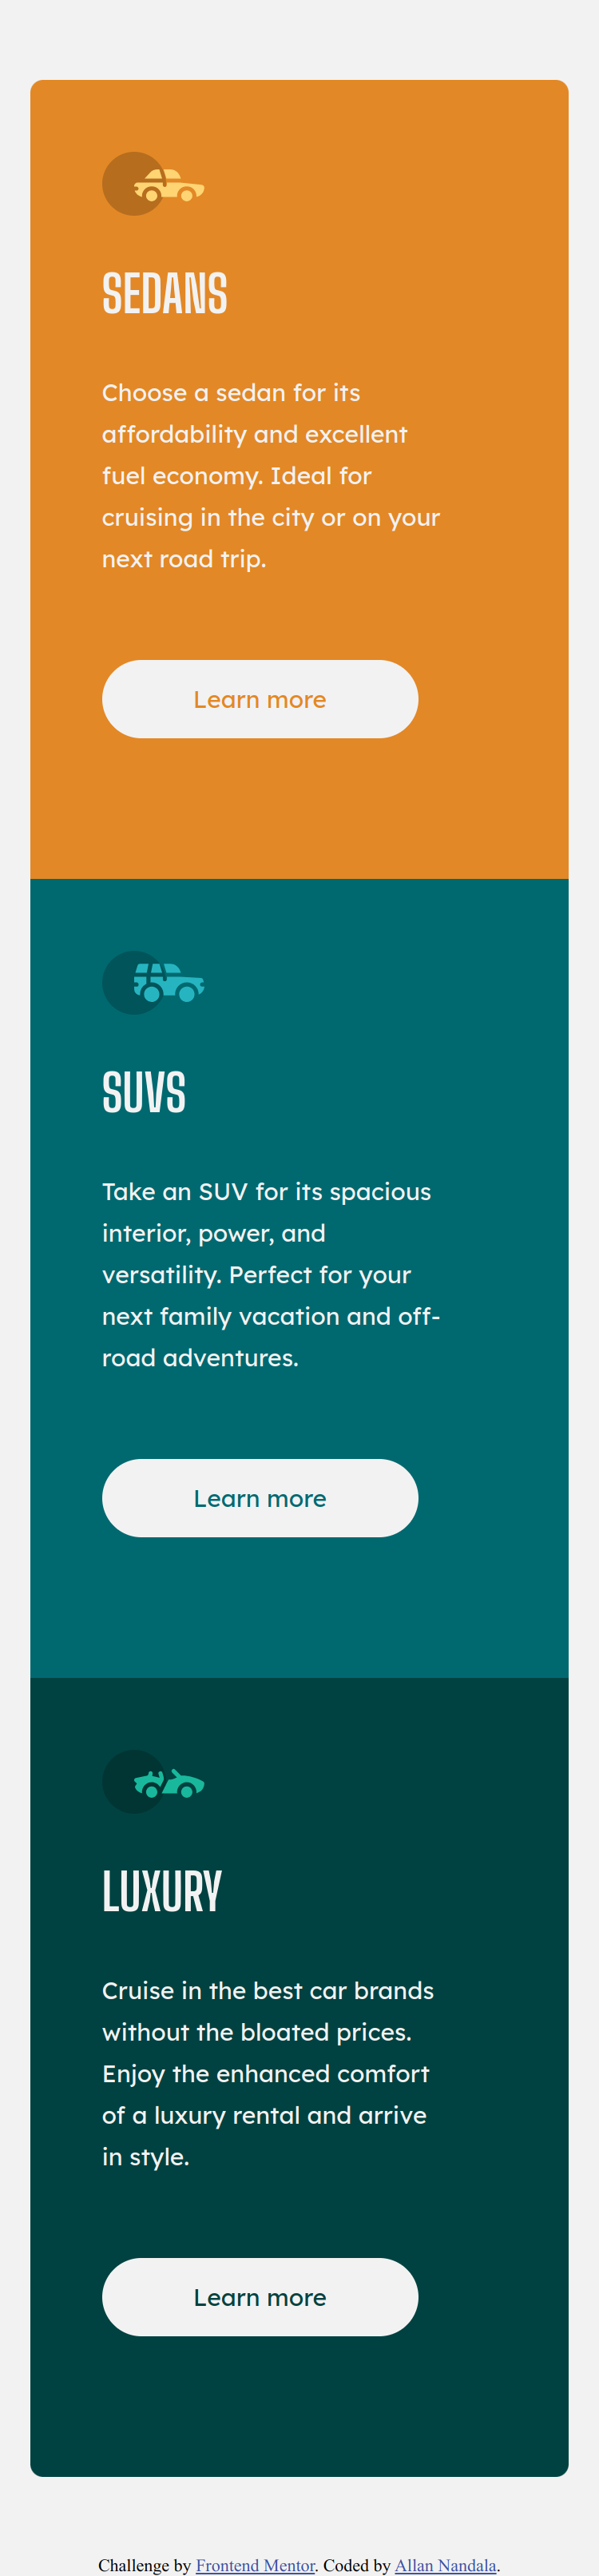 SEDANS
Choose a sedan for its
affordability and excellent
fuel economy. Ideal for
cruising in the city or on your
next road trip.
Learn more
SUVS
Take an SUV for its spacious
interior, power, and
versatility. Perfect for your
next family vacation and off-
road adventures.
Learn more
LUXURY
Cruise in the best car brands
without the bloated prices.
Enjoy the enhanced comfort
of a luxury rental and arrive
in style.
Learn more
Challenge by Frontend Mentor. Coded by Allan Nandala.